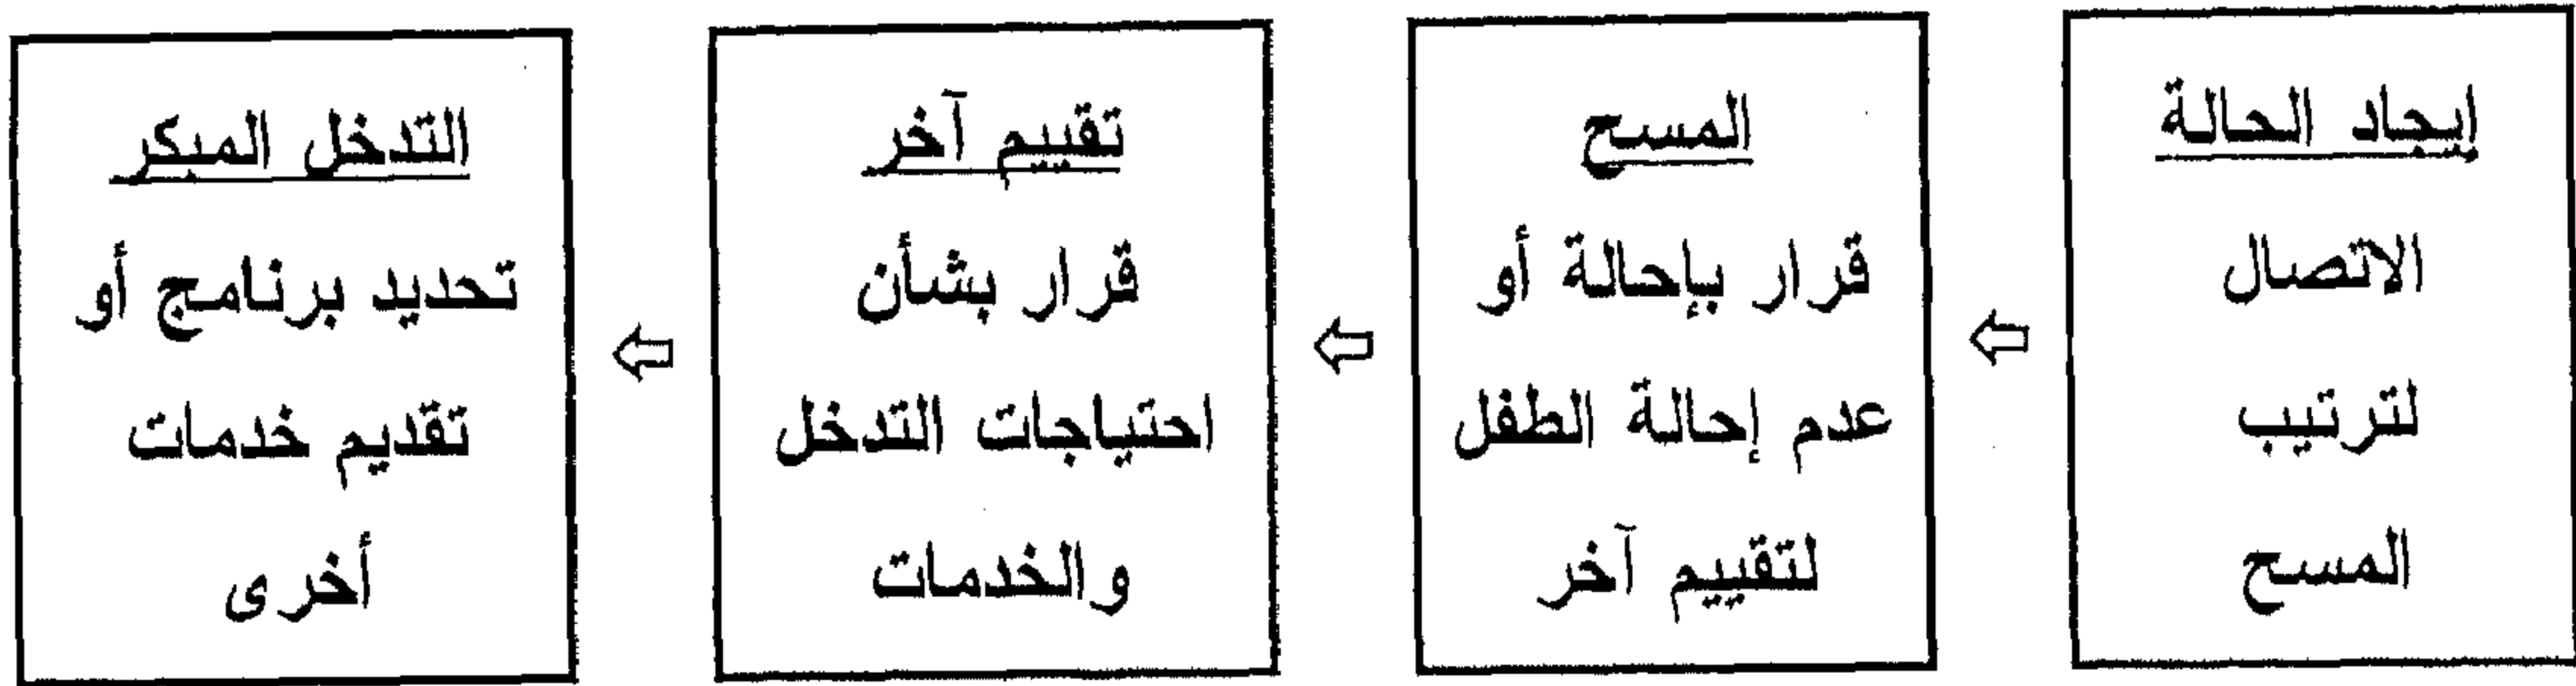 إيجاد الحالة
الاتصال
لترتيب
المسح
المسح
قرار بإحالة أو
عدم إحالة الطفل
لتقييم آخر
تقييم آخر
قرار بشأن
احتياجات التدخل
والخدمات
التدخل المبكر
تحديد برنامج أو
تقديم خدمات
أخرى